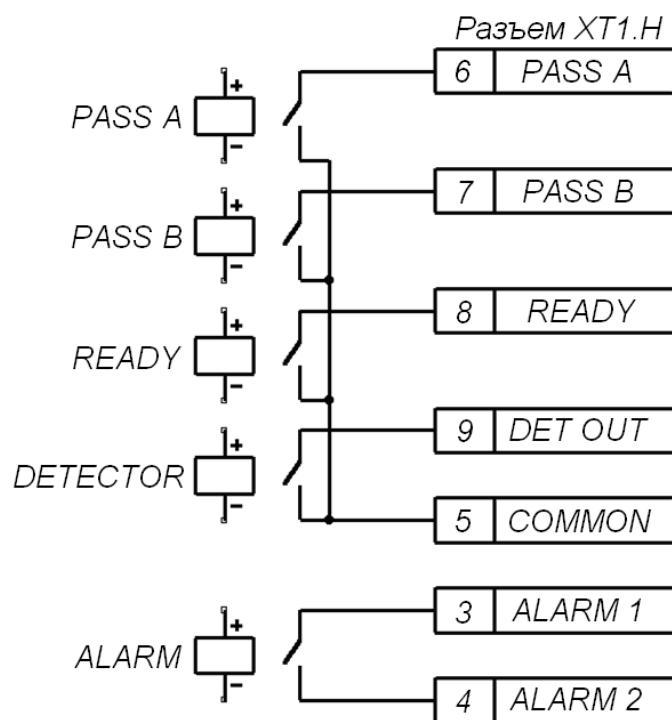 Разъем XT1.H
+
PASS A
-
6 PASS A
+
PASS B
-
7 PASS B
+
READY
-
8 READY
+
DETECTOR
-
9 DET OUT
5 COMMON
+
ALARM
-
3 ALARM 1
4 ALARM 2